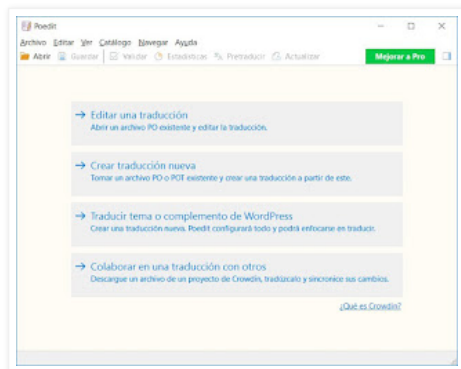 Poedit
Archivo Editar Ver Catálogo Navegar Ayuda
Abrir Guardar Validar Estadísticas Pretraducir Actualizar Mejorar a Pro
Editar una traducción
Abrir un archivo PO existente y editar la traducción.
Crear traducción nueva
Tomar un archivo PO o POT existente y crear una traducción a partir de este.
Traducir tema o complemento de WordPress
Crear una traducción nueva. Poedit configurará todo y podrá enfocarse en traducir.
Colaborar en una traducción con otros
Descargue un archivo de un proyecto de Crowdin, tradúzcalo y sincronice sus cambios.
¿Qué es Crowdin?